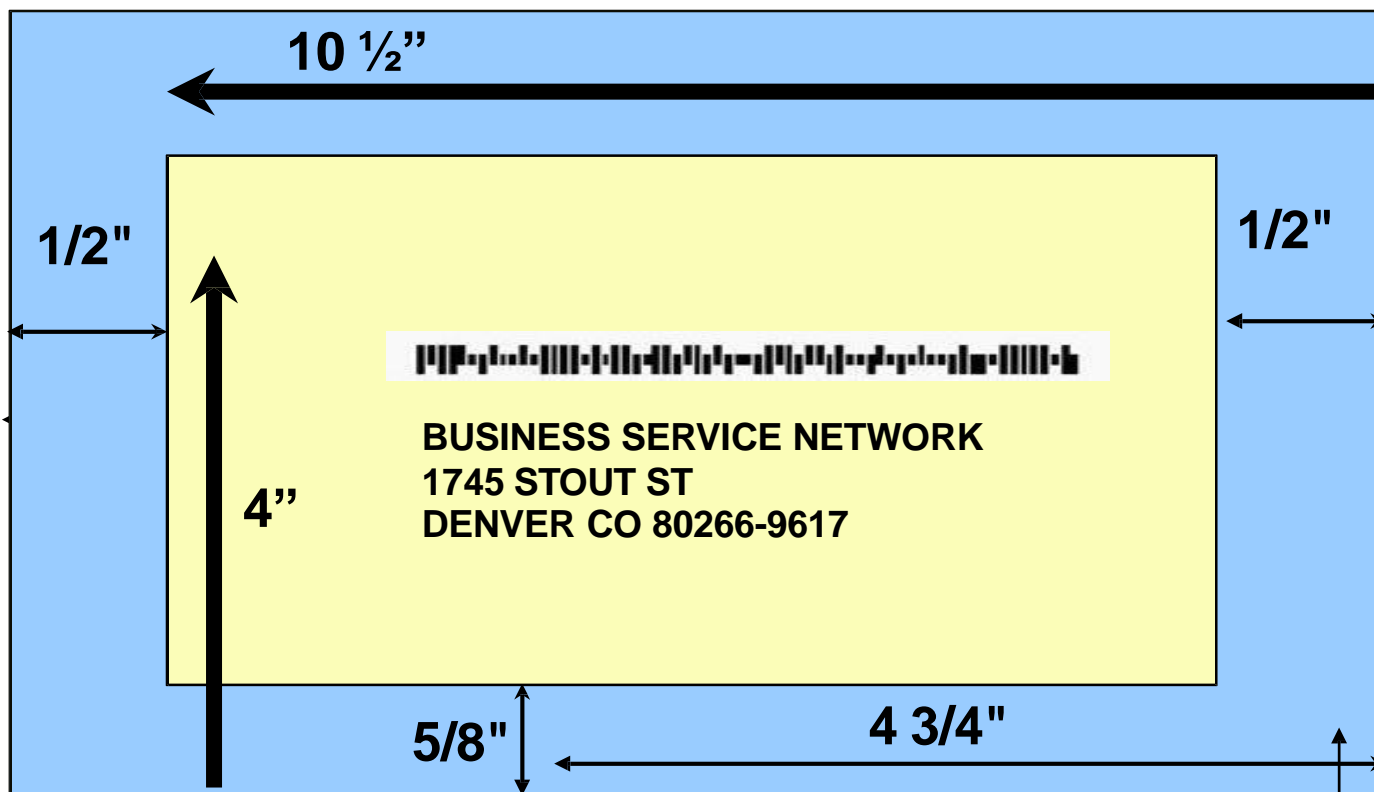 10 ½”
1/2"
1/2"
BUSINESS SERVICE NETWORK
1745 STOUT ST
DENVER CO 80266-9617
4”
5/8"
4 3/4"